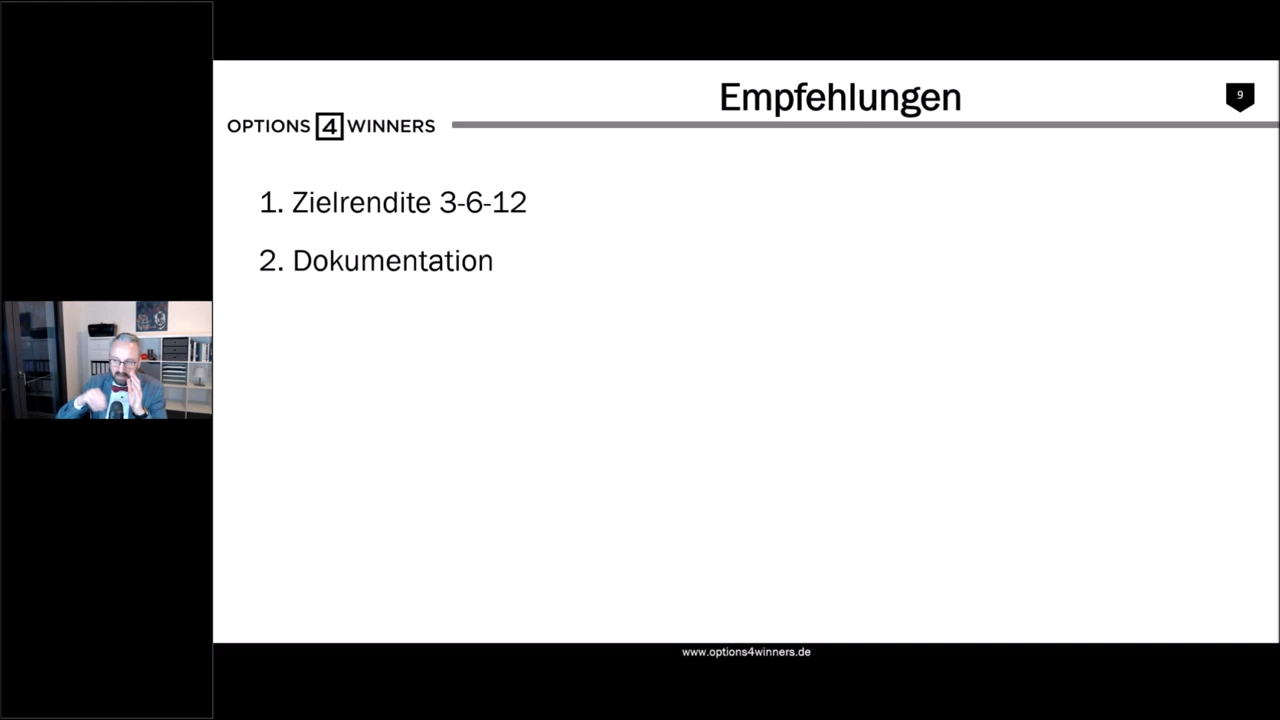 Empfehlungen
9
OPTIONS 4 WINNERS
1. Zielrendite 3-6-12
2. Dokumentation
www.options4winners.de